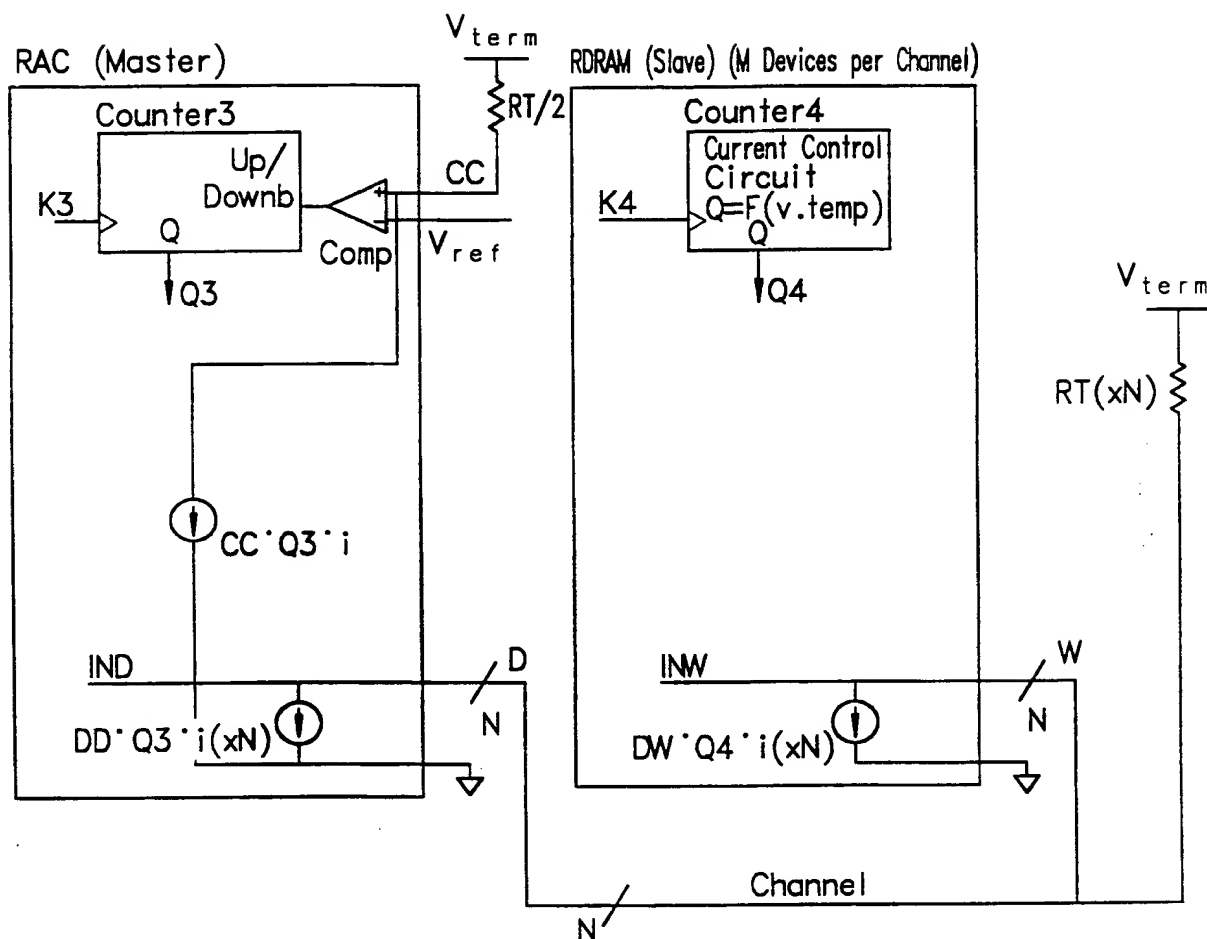 RAC (Master)
V term
RT/2
Counter3
Up/
Downb
K3
Q
Q3
CC
Comp
V ref
CC·Q3·i
IND
D
N
DD·Q3·i(xN)
RDRAM (Slave) (M Devices per Channel)
Counter4
Current Control
Circuit
Q=F(v.temp)
K4
Q
Q4
V term
RT(xN)
INW
W
N
DW·Q4·i(xN)
Channel
N